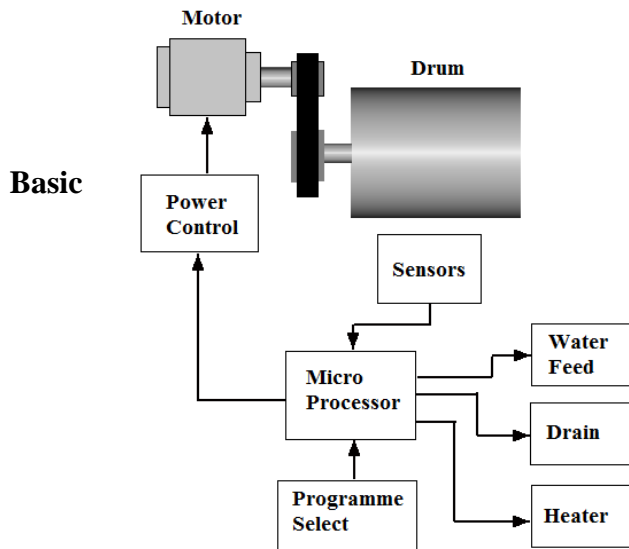 Motor
Drum
Basic
Power
Control
Sensors
Water
Feed
Micro
Processor
Drain
Programme
Select
Heater